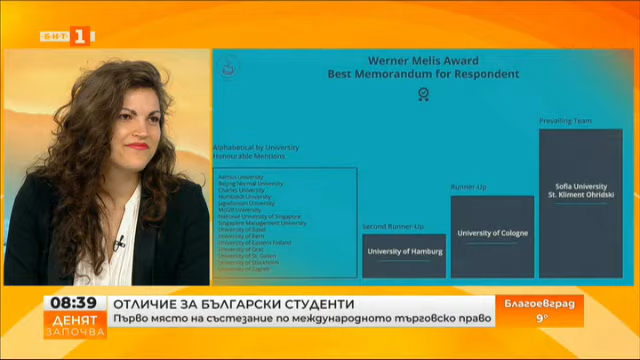 БНТ 1
Werner Melis Award
Best Memorandum for Respondent
Prevailing Team
Sofia University
St. Kliment Ohridski
Runner-Up
University of Cologne
Second Runner-Up
University of Hamburg
Alphabetical by University
Honourable Mentions
Aarhus University
Beijing Normal University
Charles University
Humboldt University
Jagiellonian University
McGill University
National University of Singapore
Singapore Management University
University of Basel
University of Bern
University of Eastern Finland
University of Graz
University of St. Gallen
University of Stockholm
University of Zagreb
08:39
ДЕНЯТ
ЗАПОЧВА
ОТЛИЧИЕ ЗА БЪЛГАРСКИ СТУДЕНТИ
Първо място на състезание по международното търговско право
Благоевград
9°